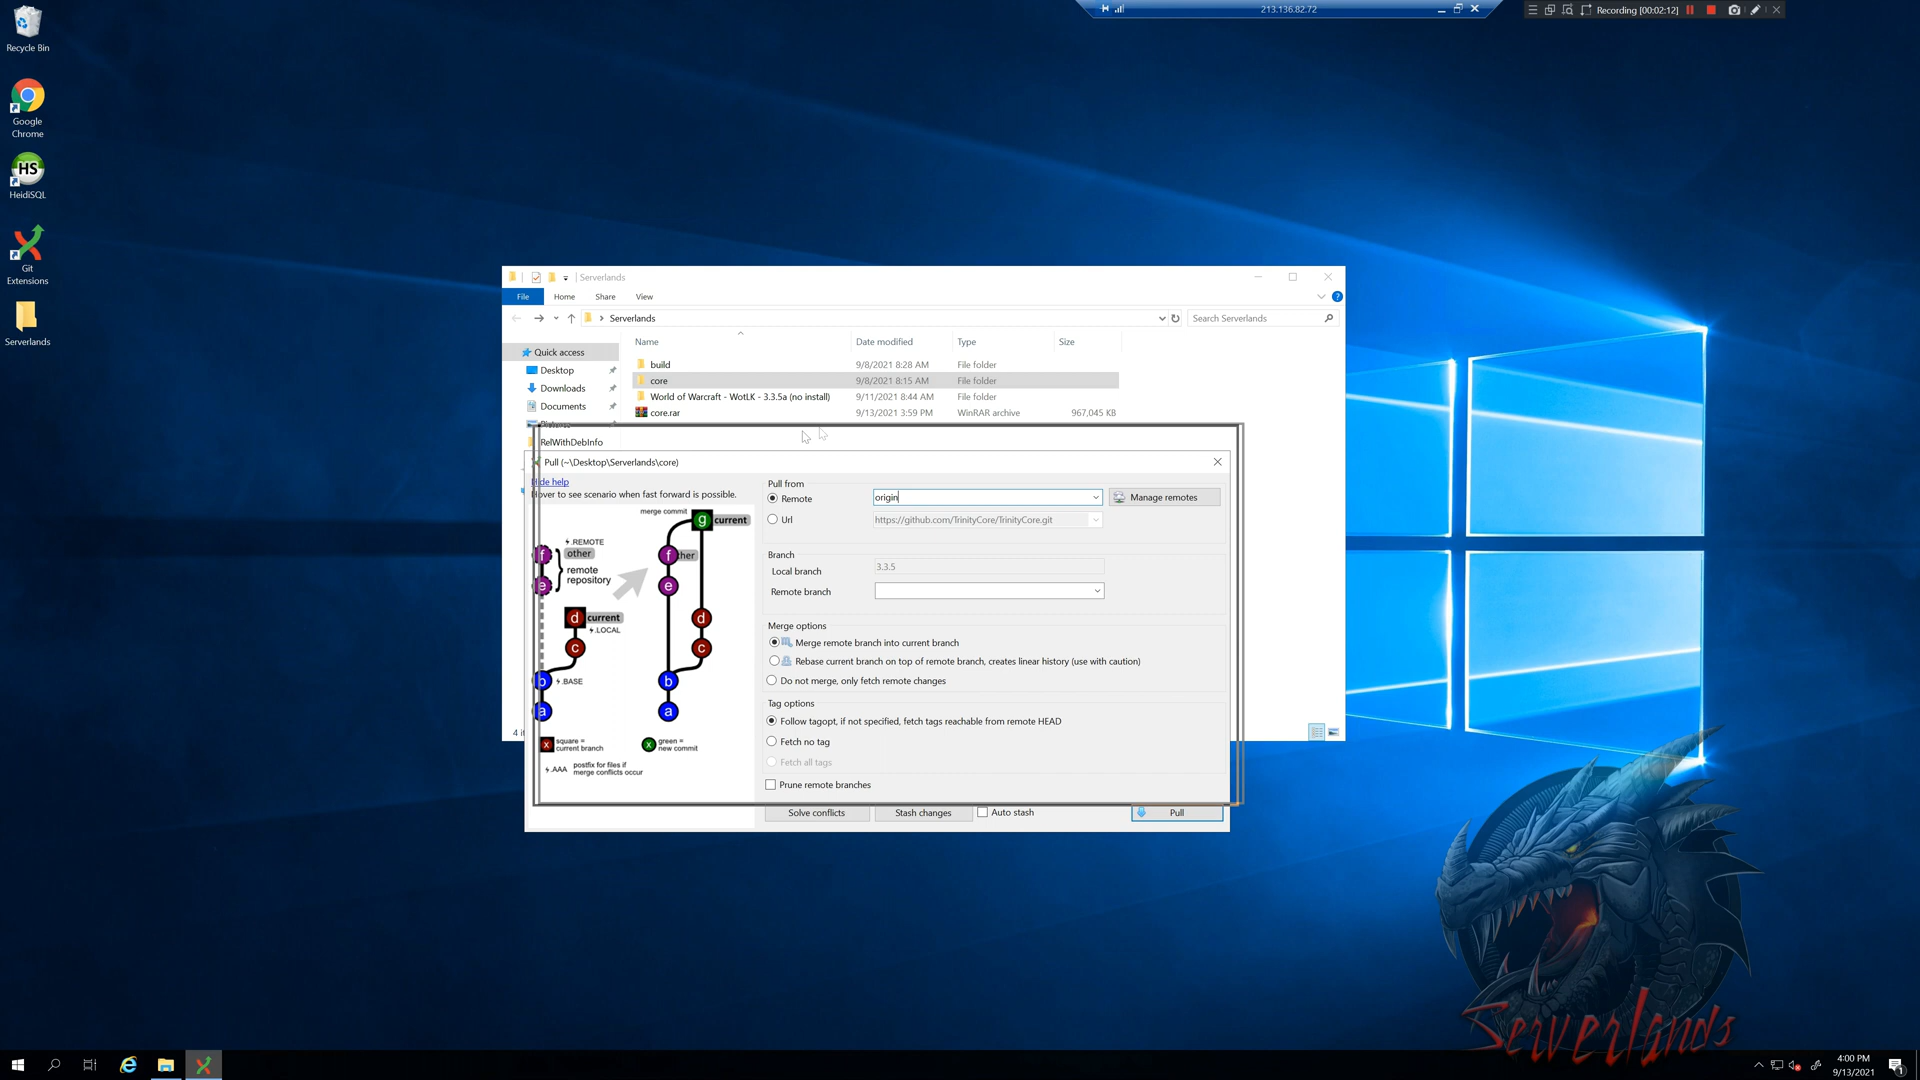 213.136.82.72
Recording [00:02:12]
Recycle Bin
Google
Chrome
HS
HeidiSQL
Git
Extensions
Serverlands
Serverlands
File
Home
Share
View
Serverlands
Search Serverlands
Name
Date modified
Type
Size
Quick access
Desktop
Downloads
Documents
RelWithDebInfo
build
9/8/2021 8:28 AM
File folder
core
9/8/2021 8:15 AM
File folder
World of Warcraft - WotLK - 3.3.5a (no install)
9/11/2021 8:44 AM
File folder
core.rar
9/13/2021 3:59 PM
WinRAR archive
967,045 KB
Pull (~\Desktop\Serverlands\core)
Hide help
Hover to see scenario when fast forward is possible.
merge commit
g
current
.REMOTE
other
f
remote
repository
e
f
e
d
current
.LOCAL
c
d
c
b
.BASE
a
b
a
x
square =
current branch
x
green =
new commit
.AAA
postfix for files if
merge conflicts occur
Pull from
Remote
origin
Manage remotes
Url
https://github.com/TrinityCore/TrinityCore.git
Branch
Local branch
3.3.5
Remote branch
Merge options
Merge remote branch into current branch
Rebase current branch on top of remote branch, creates linear history (use with caution)
Do not merge, only fetch remote changes
Tag options
Follow tagopt, if not specified, fetch tags reachable from remote HEAD
Fetch no tag
Fetch all tags
Prune remote branches
Solve conflicts
Stash changes
Auto stash
Pull
Serverlands
4:00 PM
9/13/2021
1